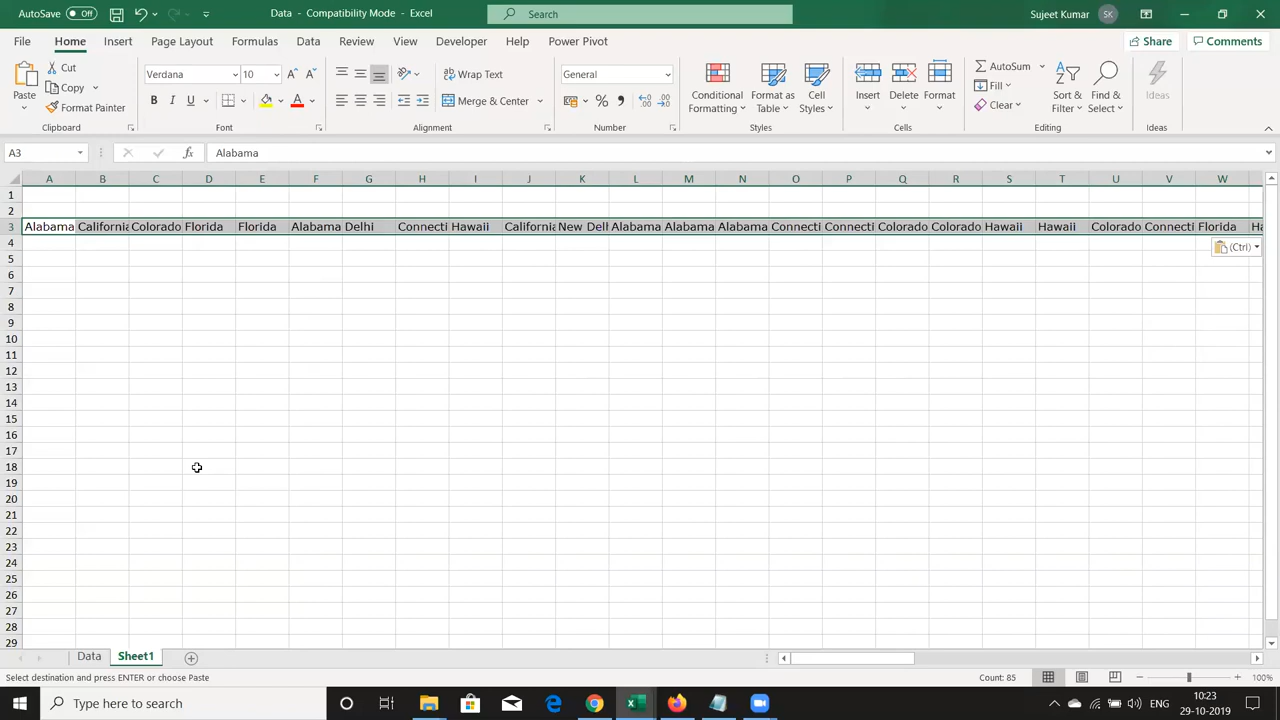 AutoSave Off Data - Compatibility Mode - Excel Search Sujeet Kumar SK
File Home Insert Page Layout Formulas Data Review View Developer Help Power Pivot Share Comments
Paste Cut Copy Format Painter
Verdana 10 B I U A A A
Wrap Text Merge & Center
General % ,
Conditional Formatting Format as Table Cell Styles
Insert Delete Format
AutoSum Fill Clear Sort & Filter Find & Select
Ideas
Clipboard Font Alignment Number Styles Cells Editing Ideas
A3 fx Alabama
A B C D E F G H I J K L M N O P Q R S T U V W
1
2
3 Alabama California Colorado Florida Florida Alabama Delhi Connecti Hawaii California New Delh Alabama Alabama Alabama Connecti Connecti Colorado Colorado Hawaii Hawaii Colorado Connecti Florida Ha
4
(Ctrl)
5
6
7
8
9
10
11
12
13
14
15
16
17
18
19
20
21
22
23
24
25
26
27
28
29
Data Sheet1
Select destination and press ENTER or choose Paste Count: 85 100%
Type here to search ENG 10:23
29-10-2019